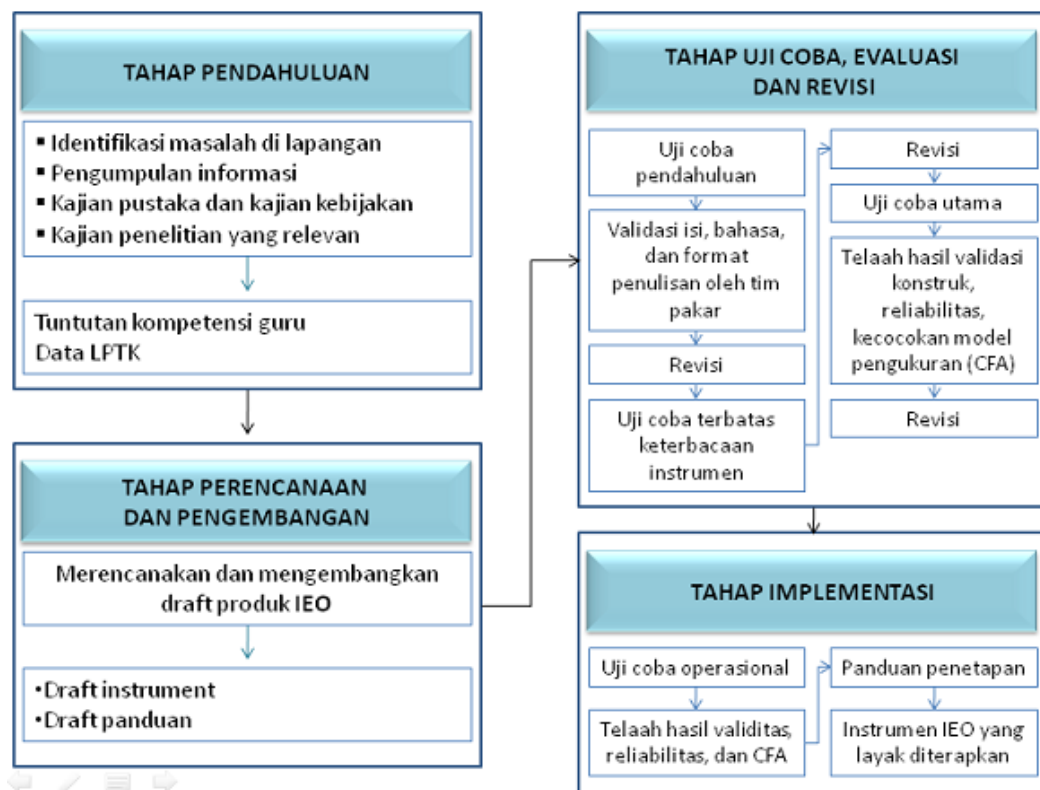 TAHAP PENDAHULUAN
▪ Identifikasi masalah di lapangan
▪ Pengumpulan informasi
▪ Kajian pustaka dan kajian kebijakan
▪ Kajian penelitian yang relevan
Tuntutan kompetensi guru
Data LPTK
TAHAP PERENCANAAN
DAN PENGEMBANGAN
Merencanakan dan mengembangkan
draft produk IEO
•Draft instrument
•Draft panduan
TAHAP UJI COBA, EVALUASI
DAN REVISI
Uji coba
pendahuluan
Validasi isi, bahasa,
dan format
penulisan oleh tim
pakar
Revisi
Uji coba terbatas
keterbacaan
instrumen
Revisi
Uji coba utama
Telaah hasil validasi
konstruk,
reliabilitas,
kecocokan model
pengukuran (CFA)
Revisi
TAHAP IMPLEMENTASI
Uji coba operasional
Telaah hasil validitas,
reliabilitas, dan CFA
Panduan penetapan
Instrumen IEO yang
layak diterapkan